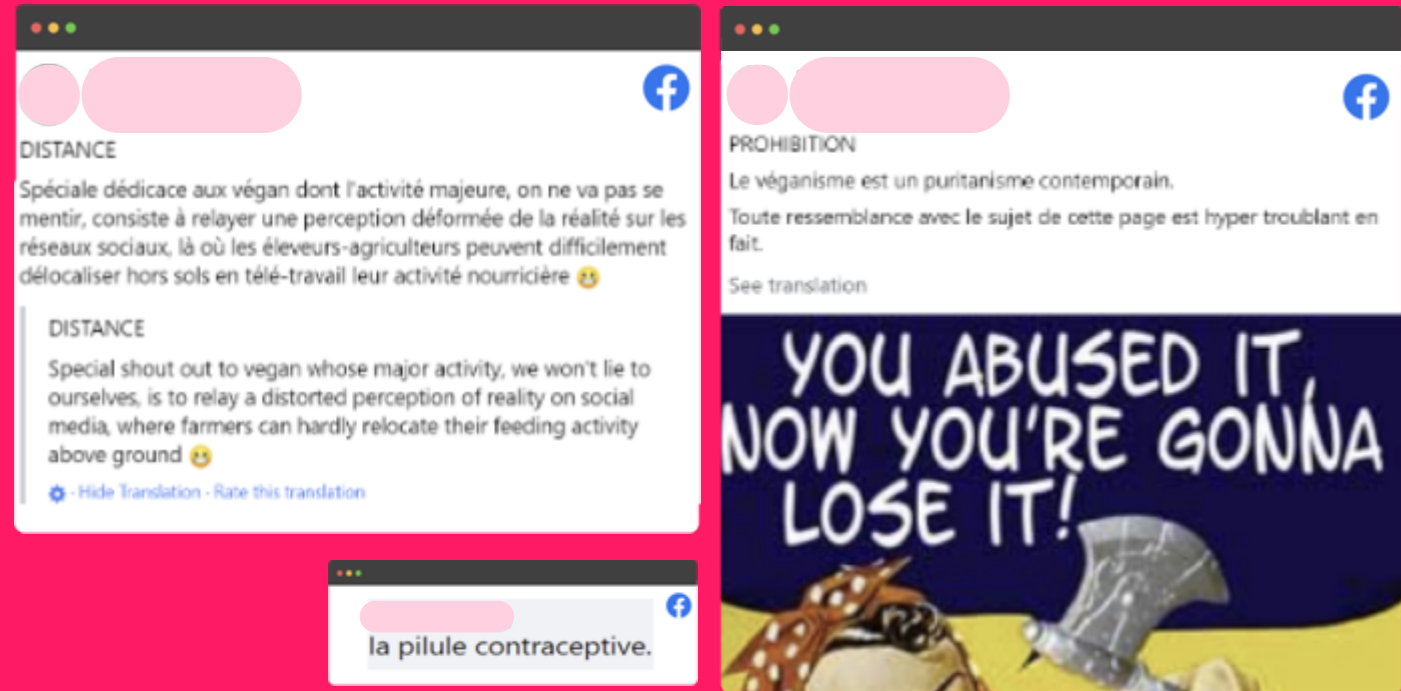 DISTANCE
Spéciale dédicace aux végan dont l'activité majeure, on ne va pas se
mentir, consiste à relayer une perception déformée de la réalité sur les
réseaux sociaux, là où les éleveurs-agriculteurs peuvent difficilement
délocaliser hors sols en télé-travail leur activité nourricière 😬
DISTANCE
Special shout out to vegan whose major activity, we won't lie to
ourselves, is to relay a distorted perception of reality on social
media, where farmers can hardly relocate their feeding activity
above ground 😬
· Hide Translation · Rate this translation
la pilule contraceptive.
PROHIBITION
Le véganisme est un puritanisme contemporain.
Toute ressemblance avec le sujet de cette page est hyper troublant en
fait.
See translation
YOU ABUSED IT,
NOW YOU'RE GONNA
LOSE IT!